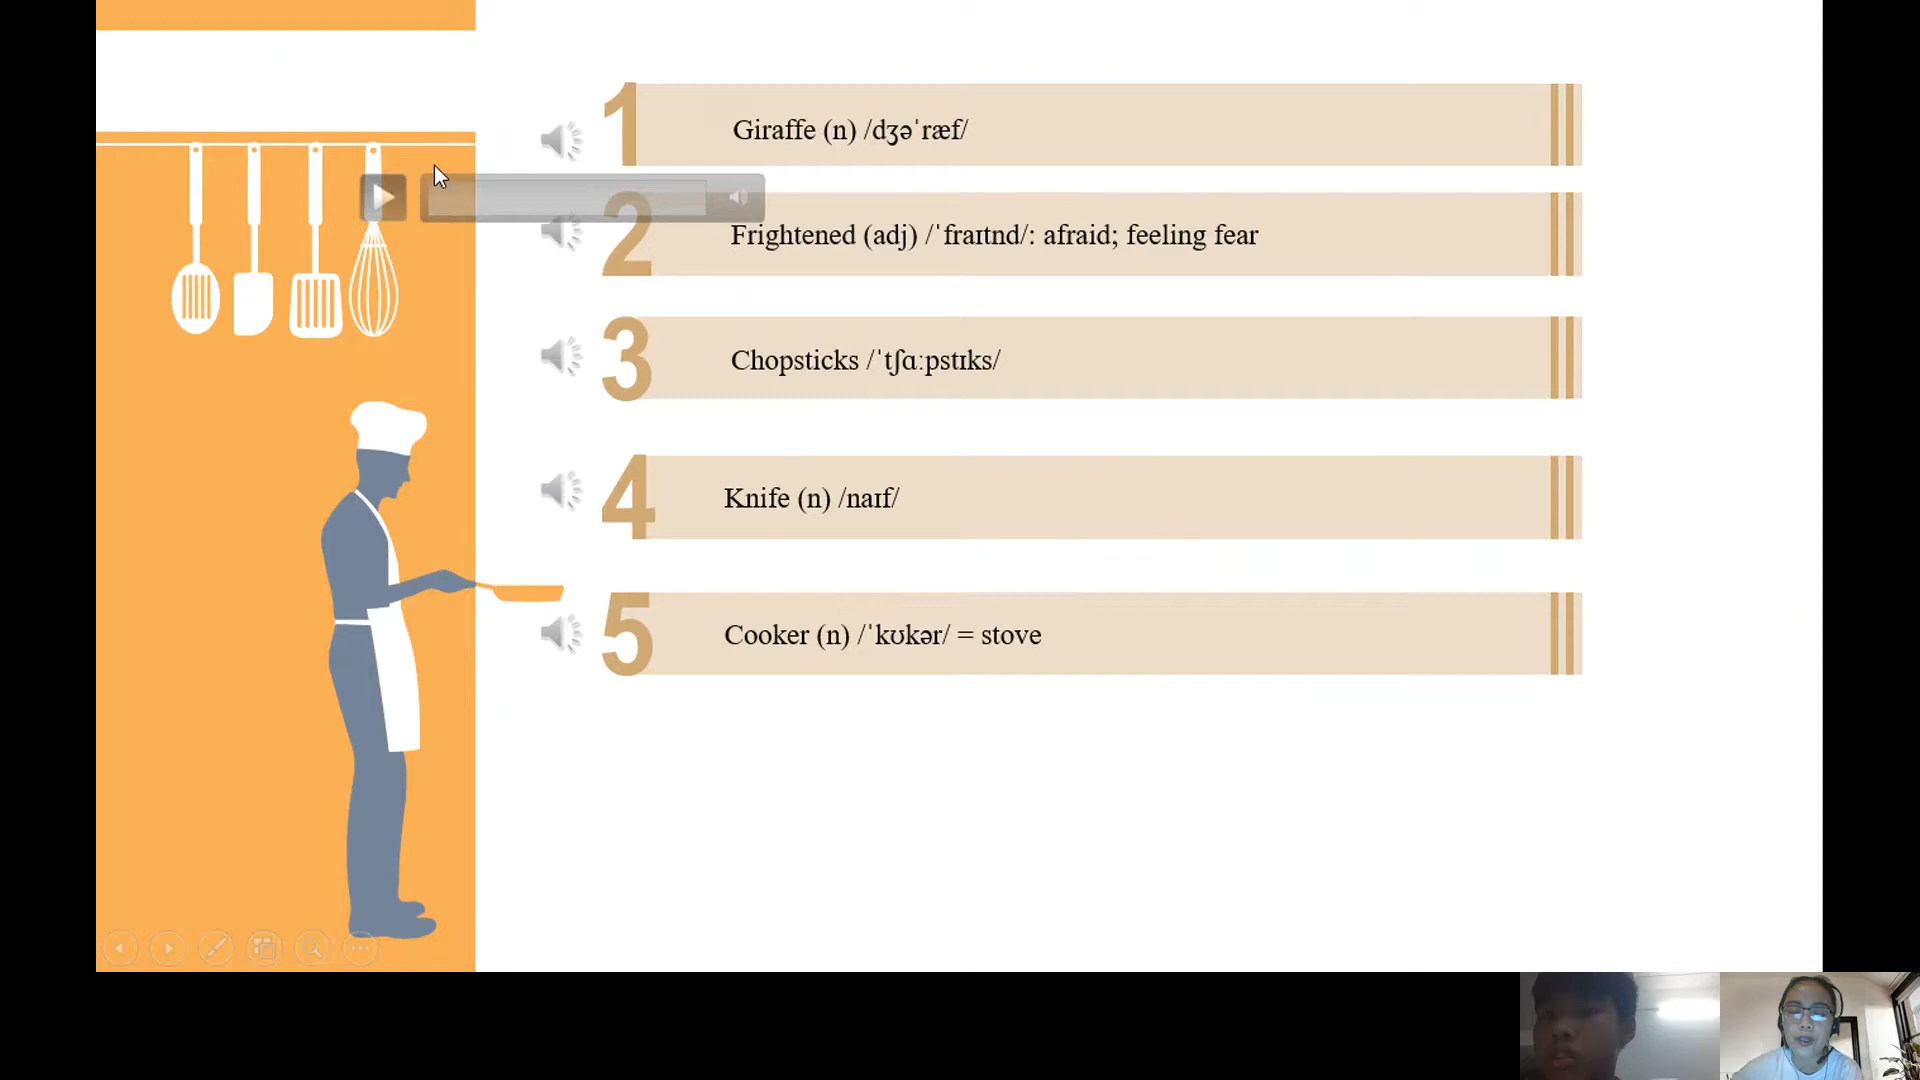 1 Giraffe (n) /dʒəˈræf/
2 Frightened (adj) /ˈfraɪtnd/: afraid; feeling fear
3 Chopsticks /ˈtʃɑːpstɪks/
4 Knife (n) /naɪf/
5 Cooker (n) /ˈkʊkər/ = stove